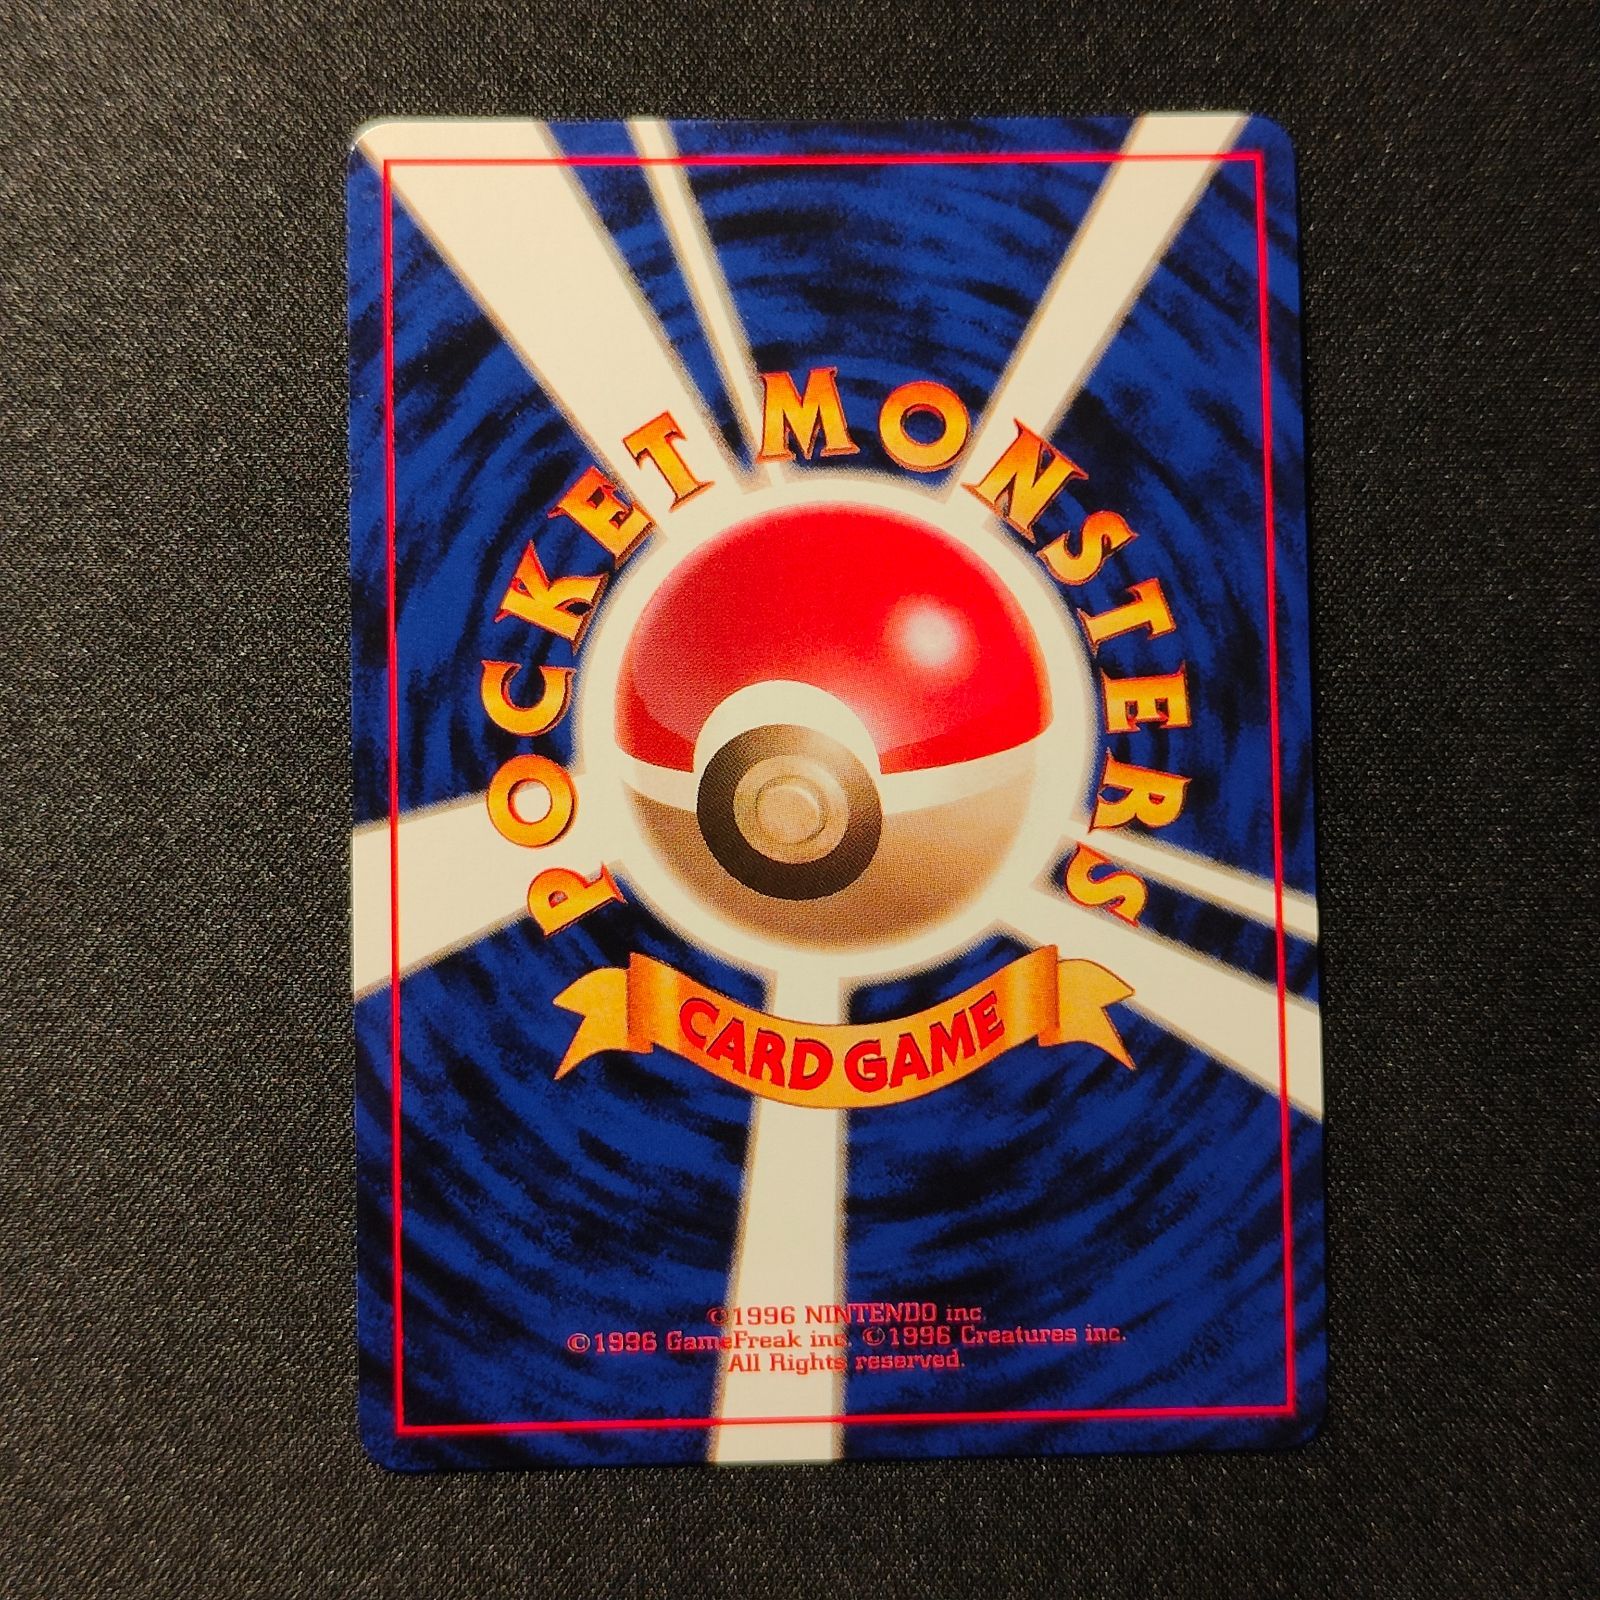 POCKET MONSTERS
CARD GAME
©1996 NINTENDO inc.
©1996 GameFreak inc. ©1996 Creatures inc.
All Rights reserved.